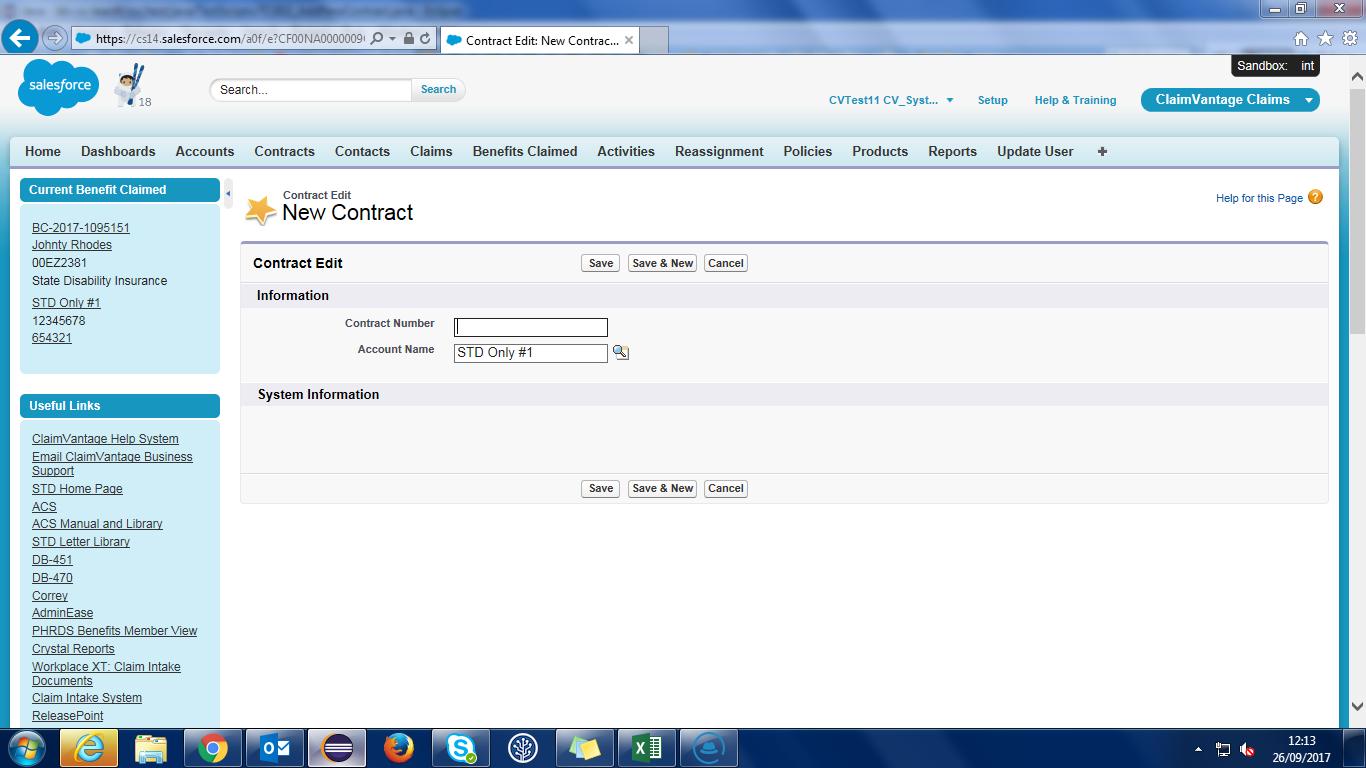 https://cs14.salesforce.com/a0f/e?CF00NA0000009
Contract Edit: New Contrac...
salesforce
18
Search...
Search
Sandbox: int
CVTest11 CV_Syst...
Setup
Help & Training
ClaimVantage Claims
Home Dashboards Accounts Contracts Contacts Claims Benefits Claimed Activities Reassignment Policies Products Reports Update User +
Current Benefit Claimed
BC-2017-1095151
Johnty Rhodes
00EZ2381
State Disability Insurance
STD Only #1
12345678
654321
Useful Links
ClaimVantage Help System
Email ClaimVantage Business
Support
STD Home Page
ACS
ACS Manual and Library
STD Letter Library
DB-451
DB-470
Correy
AdminEase
PHRDS Benefits Member View
Crystal Reports
Workplace XT: Claim Intake
Documents
Claim Intake System
ReleasePoint
Contract Edit
New Contract
Help for this Page
Contract Edit
Save Save & New Cancel
Information
Contract Number
Account Name STD Only #1
System Information
Save Save & New Cancel
12:13
26/09/2017